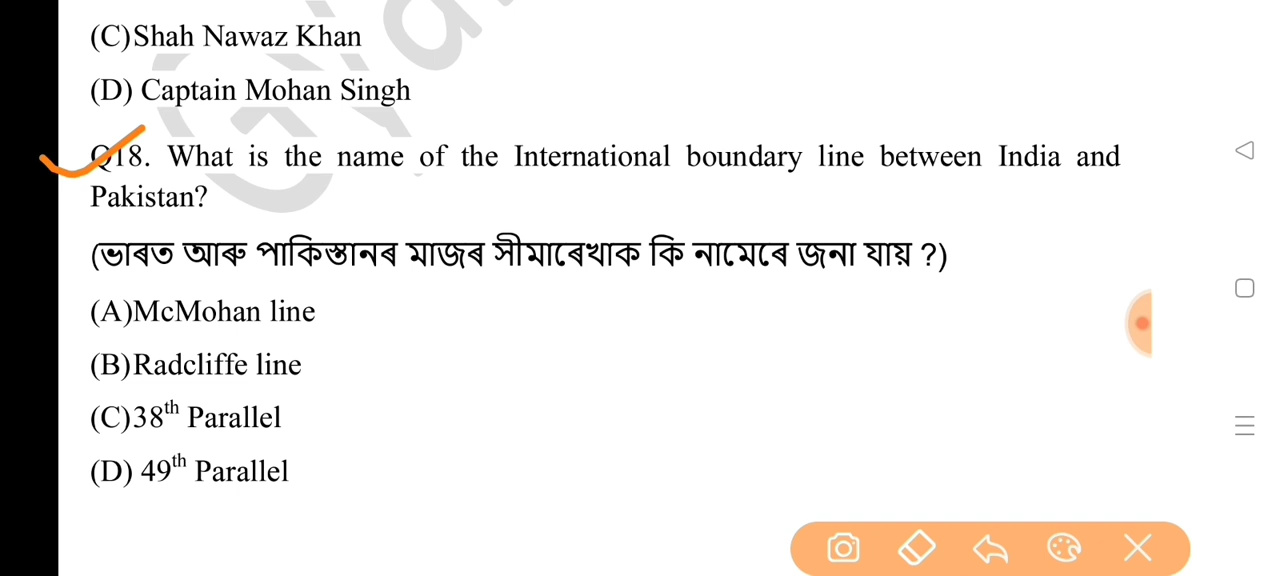 (C)Shah Nawaz Khan
(D) Captain Mohan Singh
Q18. What is the name of the International boundary line between India and
Pakistan?
(ভাৰত আৰু পাকিস্তানৰ মাজৰ সীমাৰেখাক কি নামেৰে জনা যায় ?)
(A)McMohan line
(B)Radcliffe line
(C)38th Parallel
(D) 49th Parallel